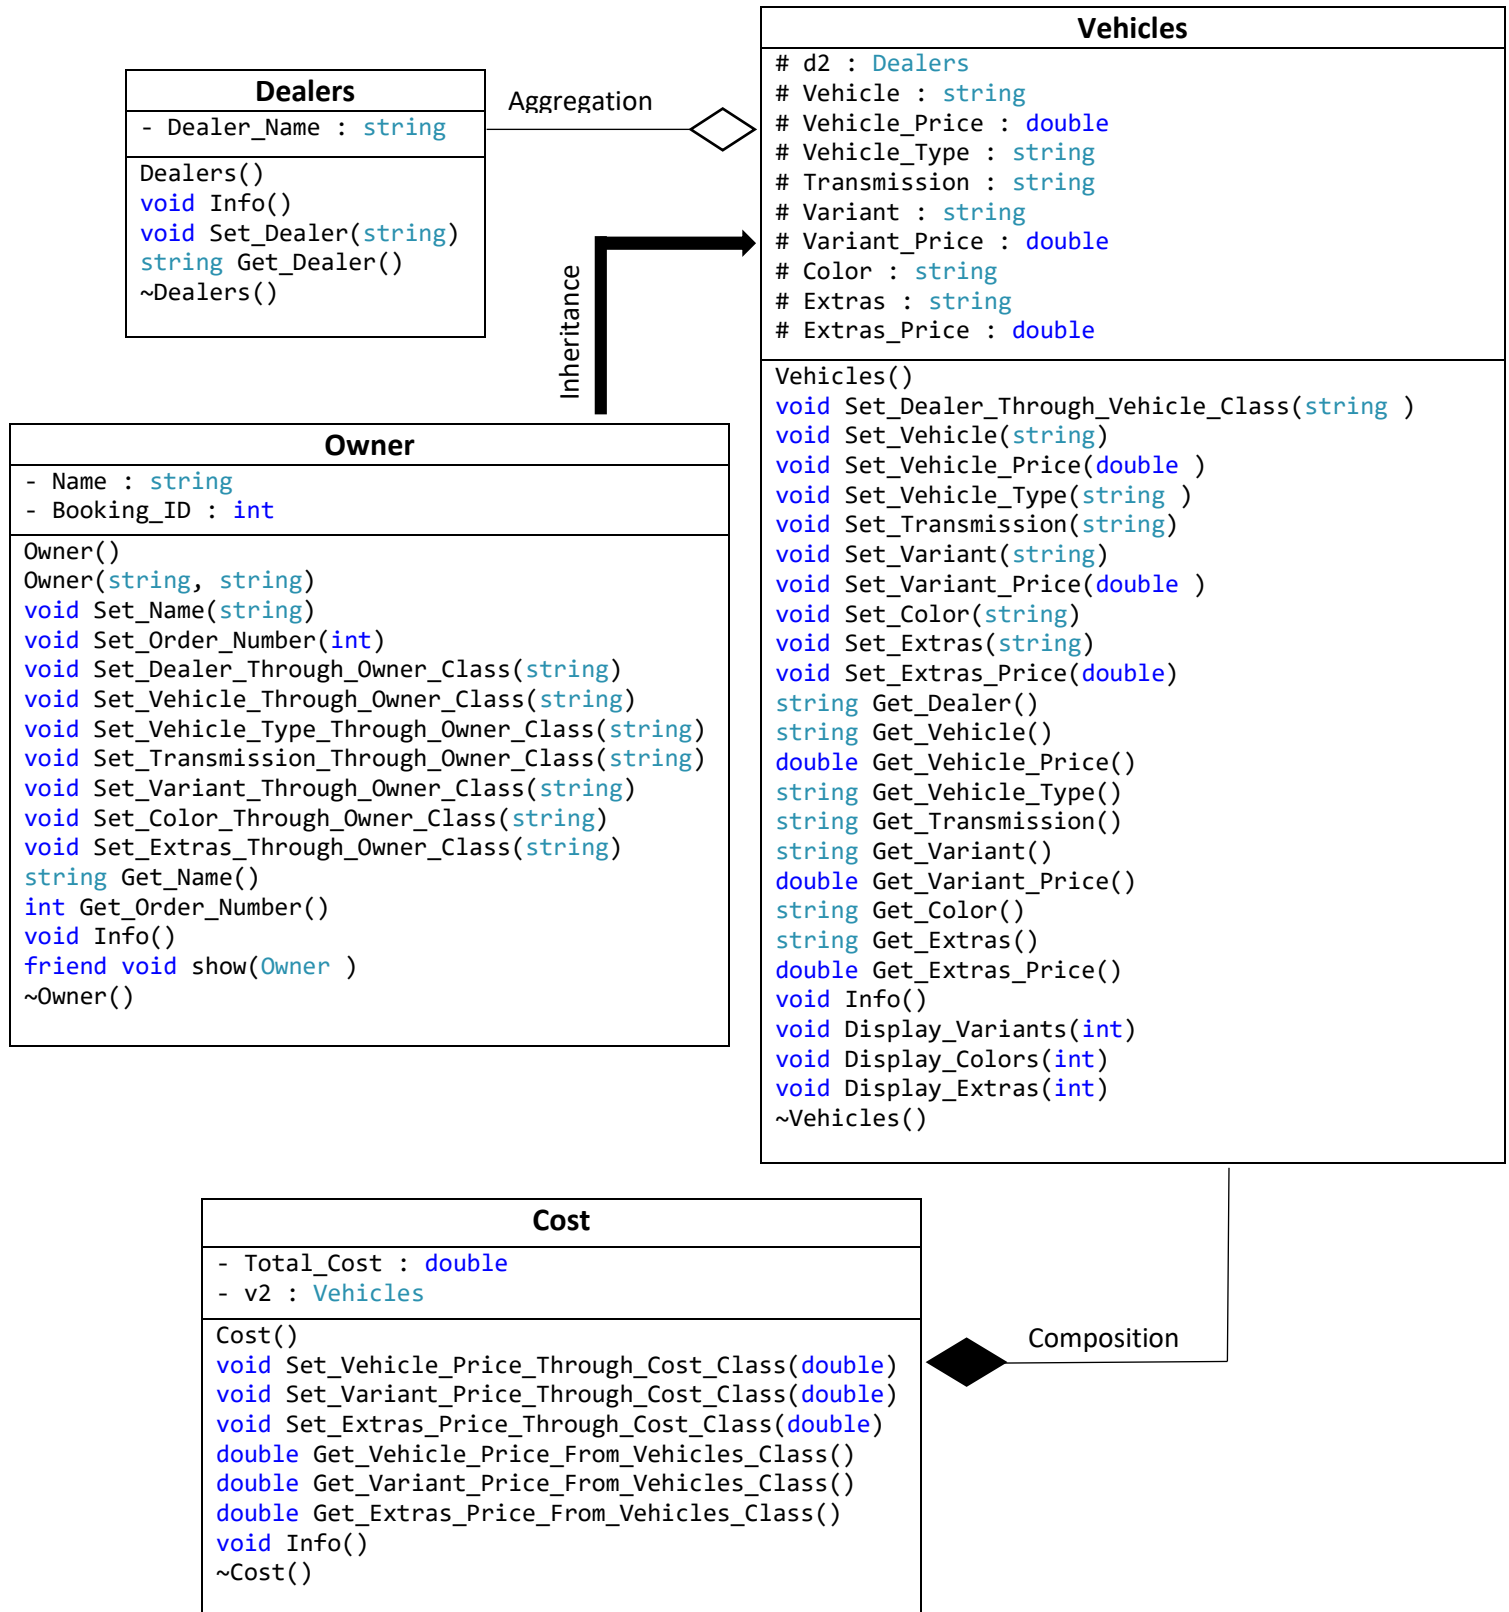 Dealers
- Dealer_Name : string
Dealers()
void Info()
void Set_Dealer(string)
string Get_Dealer()
~Dealers()
Aggregation
Inheritance
Vehicles
# d2 : Dealers
# Vehicle : string
# Vehicle_Price : double
# Vehicle_Type : string
# Transmission : string
# Variant : string
# Variant_Price : double
# Color : string
# Extras : string
# Extras_Price : double
Vehicles()
void Set_Dealer_Through_Vehicle_Class(string )
void Set_Vehicle(string)
void Set_Vehicle_Price(double )
void Set_Vehicle_Type(string )
void Set_Transmission(string)
void Set_Variant(string)
void Set_Variant_Price(double )
void Set_Color(string)
void Set_Extras(string)
void Set_Extras_Price(double)
string Get_Dealer()
string Get_Vehicle()
double Get_Vehicle_Price()
string Get_Vehicle_Type()
string Get_Transmission()
string Get_Variant()
double Get_Variant_Price()
string Get_Color()
string Get_Extras()
double Get_Extras_Price()
void Info()
void Display_Variants(int)
void Display_Colors(int)
void Display_Extras(int)
~Vehicles()
Owner
- Name : string
- Booking_ID : int
Owner()
Owner(string, string)
void Set_Name(string)
void Set_Order_Number(int)
void Set_Dealer_Through_Owner_Class(string)
void Set_Vehicle_Through_Owner_Class(string)
void Set_Vehicle_Type_Through_Owner_Class(string)
void Set_Transmission_Through_Owner_Class(string)
void Set_Variant_Through_Owner_Class(string)
void Set_Color_Through_Owner_Class(string)
void Set_Extras_Through_Owner_Class(string)
string Get_Name()
int Get_Order_Number()
void Info()
friend void show(Owner )
~Owner()
Cost
- Total_Cost : double
- v2 : Vehicles
Cost()
void Set_Vehicle_Price_Through_Cost_Class(double)
void Set_Variant_Price_Through_Cost_Class(double)
void Set_Extras_Price_Through_Cost_Class(double)
double Get_Vehicle_Price_From_Vehicles_Class()
double Get_Variant_Price_From_Vehicles_Class()
double Get_Extras_Price_From_Vehicles_Class()
void Info()
~Cost()
Composition